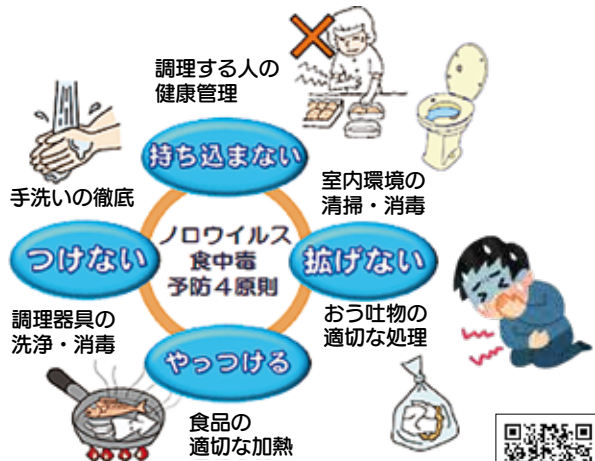 調理する人の
健康管理
持ち込まない
手洗いの徹底
室内環境の
清掃・消毒
つけない
ノロウイルス
食中毒
予防４原則
拡げない
調理器具の
洗浄・消毒
おう吐物の
適切な処理
やっつける
食品の
適切な加熱